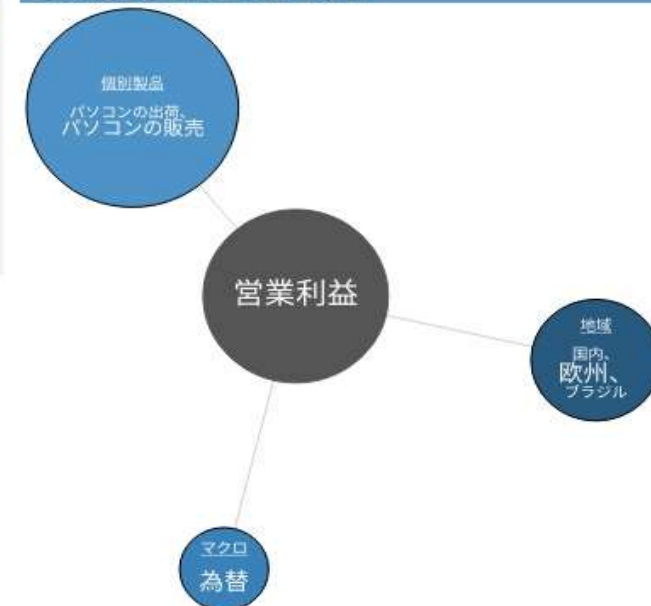 個別製品
パソコンの出荷、
パソコンの販売
営業利益
地域
国内、
欧州、
ブラジル
マクロ
為替